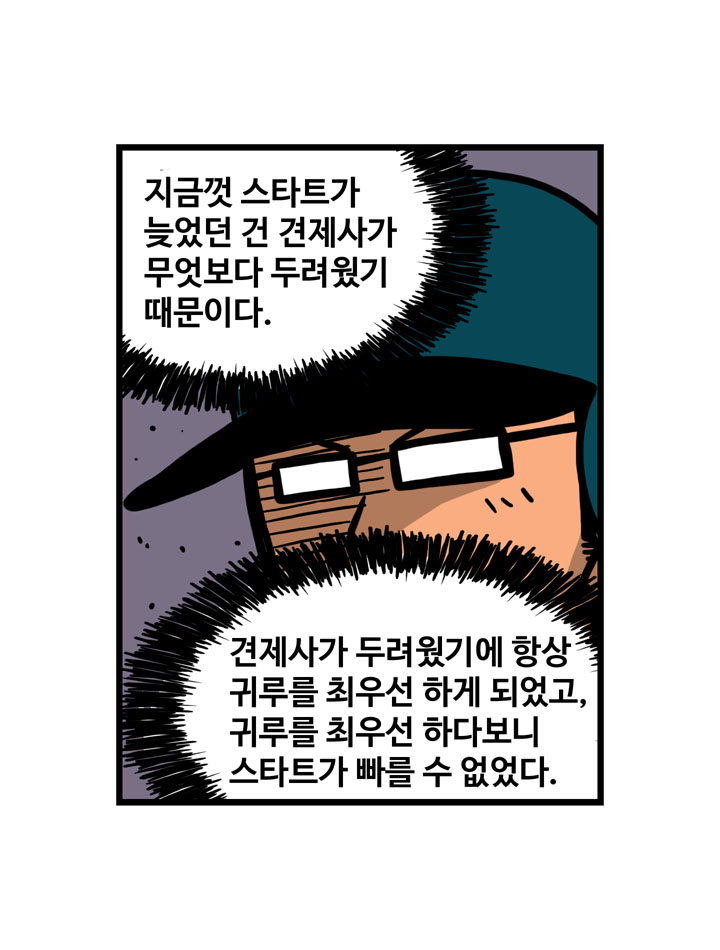 지금껏 스타트가
늦었던 건 견제사가
무엇보다 두려웠기
때문이다.
견제사가 두려웠기에 항상
귀루를 최우선 하게 되었고,
귀루를 최우선 하다보니
스타트가 빠를 수 없었다.